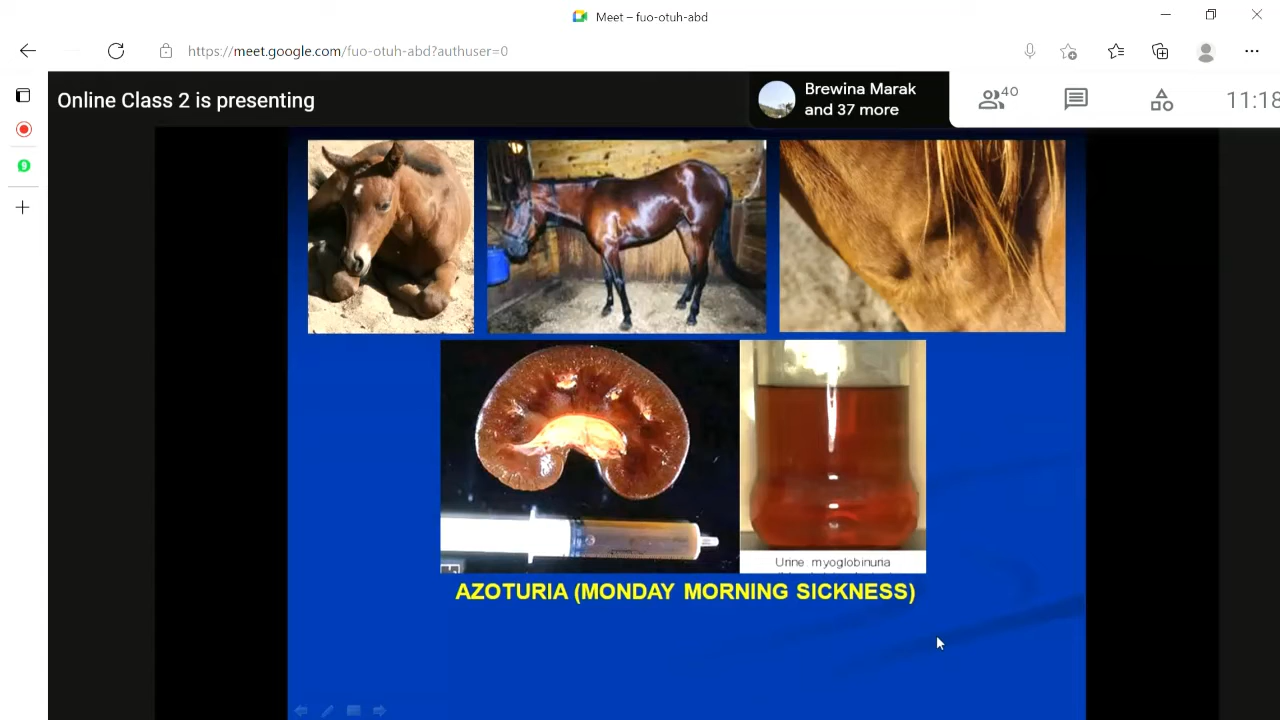 Meet – fuo-otuh-abd
https://meet.google.com/fuo-otuh-abd?authuser=0
Online Class 2 is presenting
Brewina Marak
and 37 more
40
11:18
9
Urine myoglobinuria
AZOTURIA (MONDAY MORNING SICKNESS)